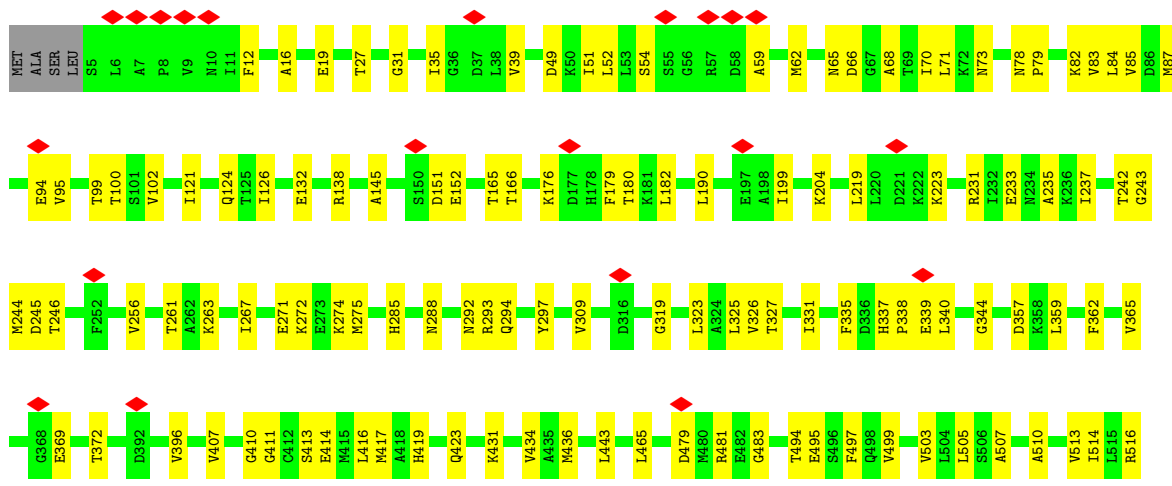 MET ALA SER LEU S5 L6 A7 P8 V9 N10 I11 F12 A16 E19 T27 G31 I35 G36 D37 L38 V39 D49 K50 I51 L52 L53 S54 S55 G56 R57 D58 A59 M62 N65 D66 G67 A68 T69 I70 L71 K72 N73 N78 P79 K82 V83 L84 V85 D86 M87
E94 V95 T99 T100 S101 V102 I121 Q124 T125 I126 E132 R138 A145 S150 D151 E152 T165 T166 K176 D177 H178 F179 T180 K181 L182 L190 E197 A198 I199 K204 L219 L220 D221 K222 K223 R231 I232 E233 N234 A235 K236 I237 T242 G243
M244 D245 T246 F252 V256 T261 A262 K263 I267 E271 K272 E273 K274 M275 H285 N288 N292 R293 Q294 Y297 V309 D316 G319 L323 A324 L325 V326 T327 I331 F335 D336 H337 P338 E339 L340 G344 D357 K358 L359 F362 V365
G368 E369 T372 D392 V396 V407 G410 G411 C412 S413 E414 M415 L416 M417 A418 H419 Q423 K431 V434 A435 M436 L443 L465 D479 M480 R481 E482 G483 T494 E495 S496 F497 Q498 V499 V503 L504 L505 S506 A507 A510 V513 I514 L515 R516